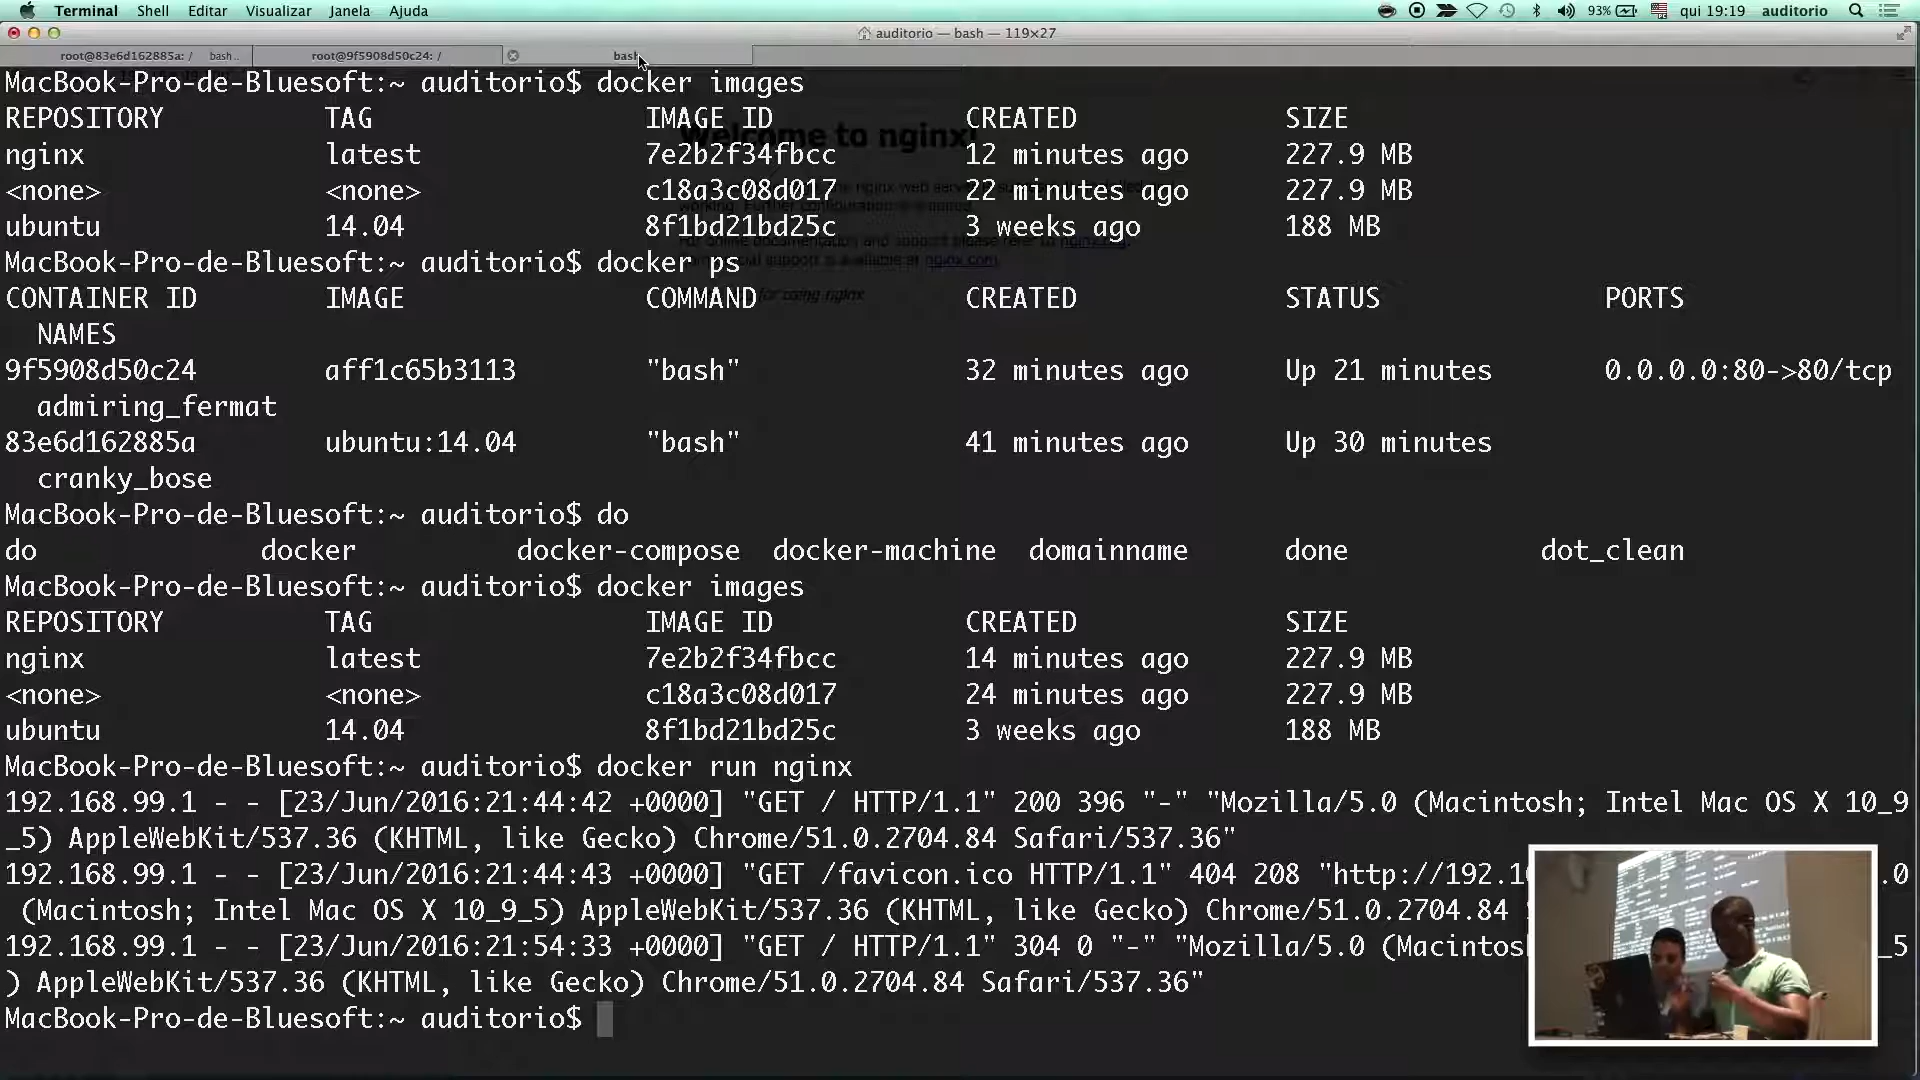 Terminal Shell Editar Visualizar Janela Ajuda 93% qui 19:19 auditorio
auditorio — bash — 119×27
root@83e6d162885a: / bash... root@9f5908d50c24: / bash
MacBook-Pro-de-Bluesoft:~ auditorio$ docker images
REPOSITORY TAG IMAGE ID CREATED SIZE
nginx latest 7e2b2f34fbcc 12 minutes ago 227.9 MB
<none> <none> c18a3c08d017 22 minutes ago 227.9 MB
ubuntu 14.04 8f1bd21bd25c 3 weeks ago 188 MB
MacBook-Pro-de-Bluesoft:~ auditorio$ docker ps
CONTAINER ID IMAGE COMMAND CREATED STATUS PORTS
NAMES
9f5908d50c24 aff1c65b3113 "bash" 32 minutes ago Up 21 minutes 0.0.0.0:80->80/tcp
admiring_fermat
83e6d162885a ubuntu:14.04 "bash" 41 minutes ago Up 30 minutes
cranky_bose
MacBook-Pro-de-Bluesoft:~ auditorio$ do
do docker docker-compose docker-machine domainname done dot_clean
MacBook-Pro-de-Bluesoft:~ auditorio$ docker images
REPOSITORY TAG IMAGE ID CREATED SIZE
nginx latest 7e2b2f34fbcc 14 minutes ago 227.9 MB
<none> <none> c18a3c08d017 24 minutes ago 227.9 MB
ubuntu 14.04 8f1bd21bd25c 3 weeks ago 188 MB
MacBook-Pro-de-Bluesoft:~ auditorio$ docker run nginx
192.168.99.1 - - [23/Jun/2016:21:44:42 +0000] "GET / HTTP/1.1" 200 396 "-" "Mozilla/5.0 (Macintosh; Intel Mac OS X 10_9
_5) AppleWebKit/537.36 (KHTML, like Gecko) Chrome/51.0.2704.84 Safari/537.36"
192.168.99.1 - - [23/Jun/2016:21:44:43 +0000] "GET /favicon.ico HTTP/1.1" 404 208 "http://192.1 .0
(Macintosh; Intel Mac OS X 10_9_5) AppleWebKit/537.36 (KHTML, like Gecko) Chrome/51.0.2704.84
192.168.99.1 - - [23/Jun/2016:21:54:33 +0000] "GET / HTTP/1.1" 304 0 "-" "Mozilla/5.0 (Macintos _5
) AppleWebKit/537.36 (KHTML, like Gecko) Chrome/51.0.2704.84 Safari/537.36"
MacBook-Pro-de-Bluesoft:~ auditorio$
Welcome to nginx!